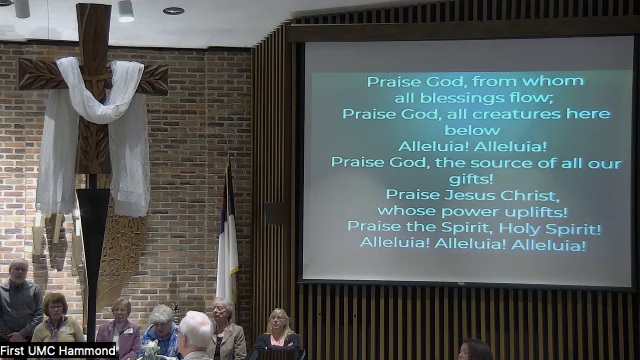 Praise God, from whom
all blessings flow;
Praise God, all creatures here
below
Alleluia! Alleluia!
Praise God, the source of all our
gifts!
Praise Jesus Christ,
whose power uplifts!
Praise the Spirit, Holy Spirit!
Alleluia! Alleluia! Alleluia!
First UMC Hammond